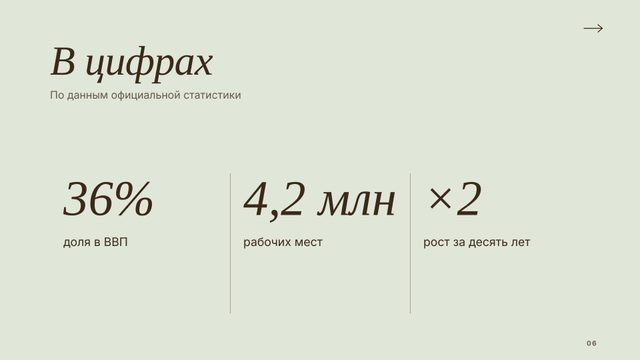 В цифрах
По данным официальной статистики
36%
доля в ВВП
4,2 млн
рабочих мест
×2
рост за десять лет
06